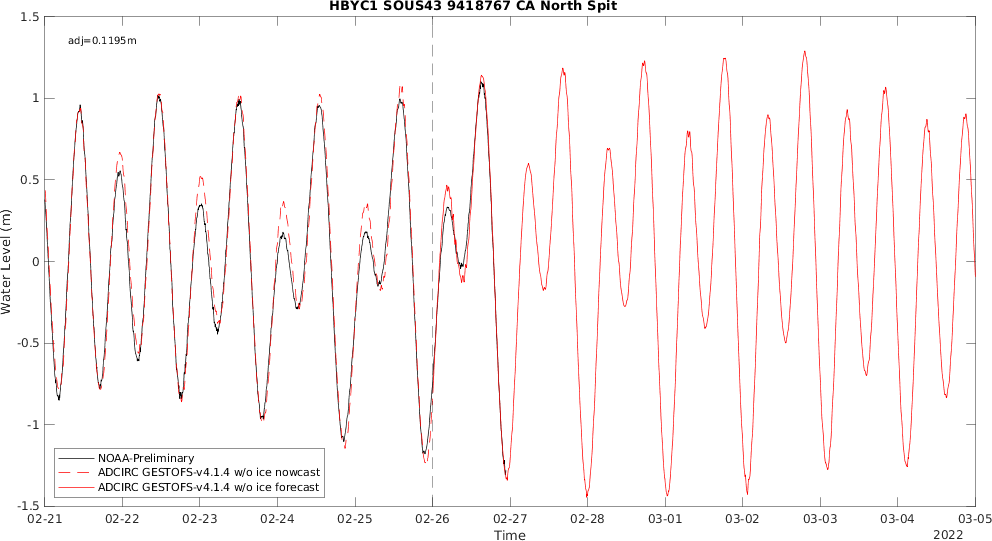 HBYC1 SOUS43 9418767 CA North Spit
1.5
adj=0.1195m
1
0.5
0
-0.5
-1
-1.5
Water Level (m)
NOAA-Preliminary
ADCIRC GESTOFS-v4.1.4 w/o ice nowcast
ADCIRC GESTOFS-v4.1.4 w/o ice forecast
02-21 02-22 02-23 02-24 02-25 02-26 02-27 02-28 03-01 03-02 03-03 03-04 03-05
Time
2022